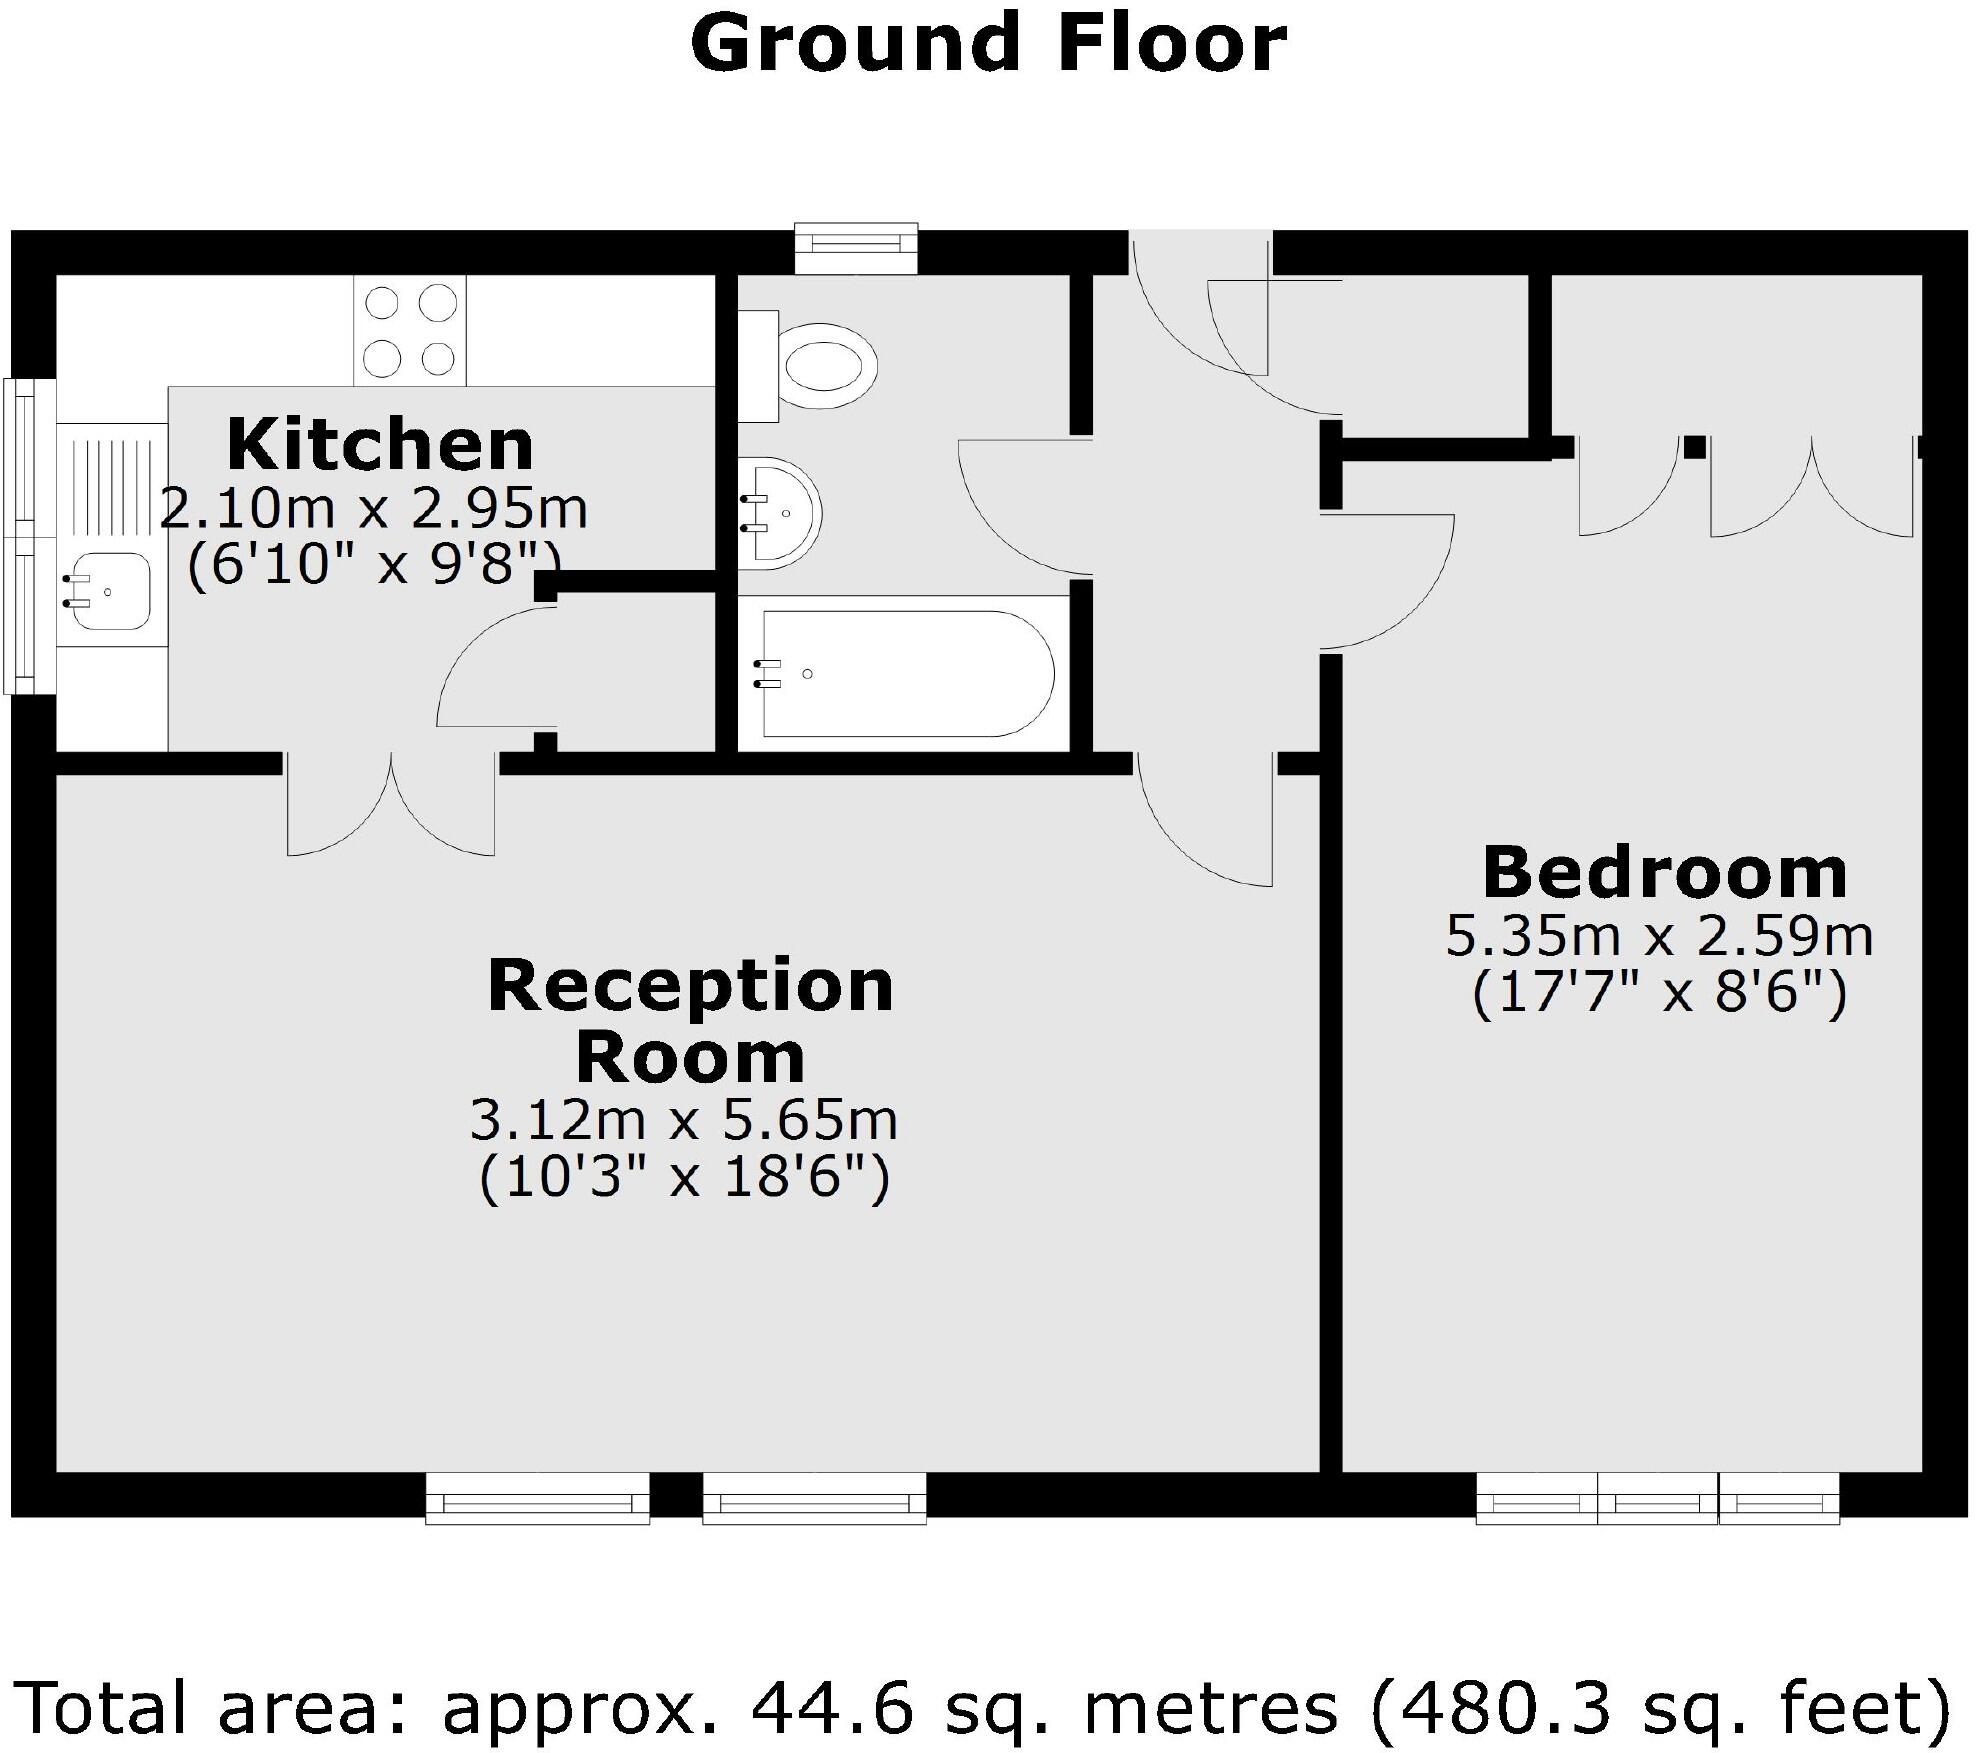 Ground Floor
Kitchen
2.10m x 2.95m
(6'10" x 9'8")
Bedroom
5.35m x 2.59m
(17'7" x 8'6")
Reception
Room
3.12m x 5.65m
(10'3" x 18'6")
Total area: approx. 44.6 sq. metres (480.3 sq. feet)